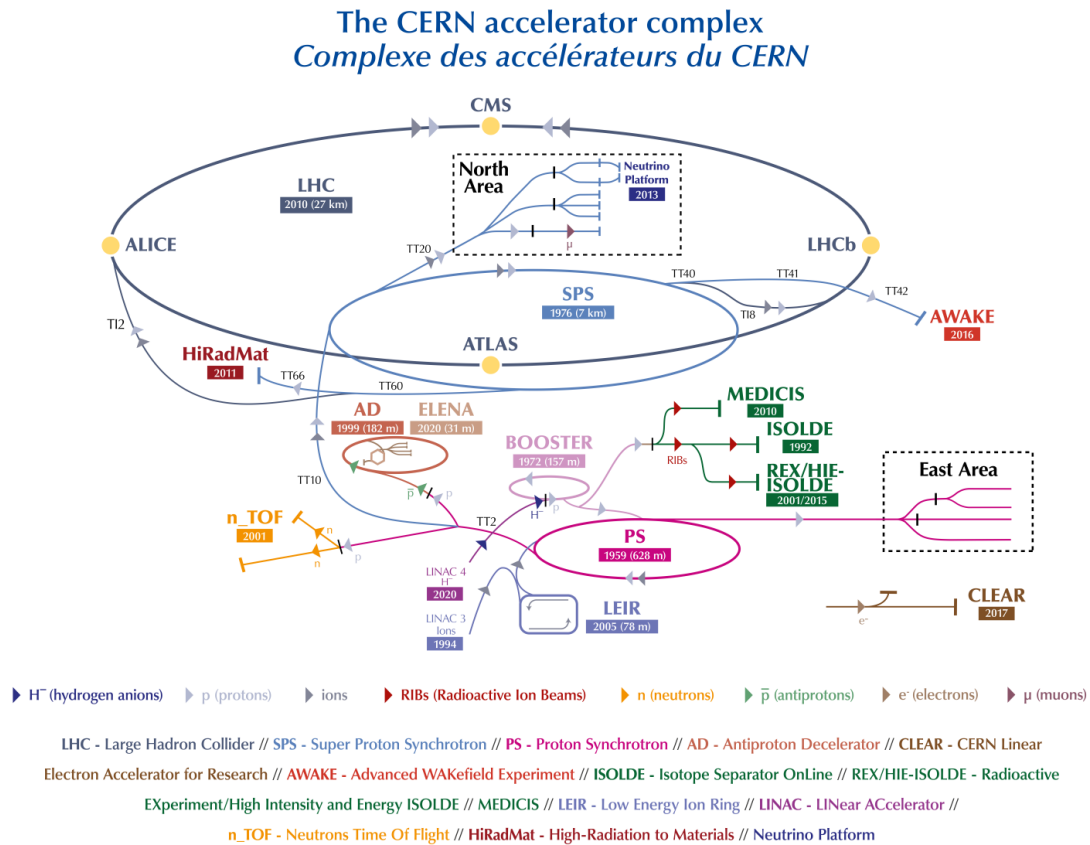 The CERN accelerator complex
Complexe des accélérateurs du CERN
CMS
North
Area
Neutrino
Platform
2013
LHC
2010 (27 km)
μ
ALICE
TT20
LHCb
TT40
TT41
TT42
SPS
1976 (7 km)
TI8
AWAKE
2016
TI2
ATLAS
HiRadMat
2011
TT66
TT60
AD
1999 (182 m)
ELENA
2020 (31 m)
MEDICIS
2010
BOOSTER
1972 (157 m)
ISOLDE
1992
RIBs
REX/HIE-
ISOLDE
2001/2015
East Area
TT10
p̄
p
H⁻
p
n_TOF
2001
n
n
p
TT2
PS
1959 (628 m)
LINAC 4
H⁻
2020
LINAC 3
Ions
1994
LEIR
2005 (78 m)
CLEAR
2017
e⁻
H⁻ (hydrogen anions)
p (protons)
ions
RIBs (Radioactive Ion Beams)
n (neutrons)
p̄ (antiprotons)
e⁻ (electrons)
μ (muons)
LHC - Large Hadron Collider // SPS - Super Proton Synchrotron // PS - Proton Synchrotron // AD - Antiproton Decelerator // CLEAR - CERN Linear
Electron Accelerator for Research // AWAKE - Advanced WAKefield Experiment // ISOLDE - Isotope Separator OnLine // REX/HIE-ISOLDE - Radioactive
EXperiment/High Intensity and Energy ISOLDE // MEDICIS // LEIR - Low Energy Ion Ring // LINAC - LINear ACcelerator //
n_TOF - Neutrons Time Of Flight // HiRadMat - High-Radiation to Materials // Neutrino Platform